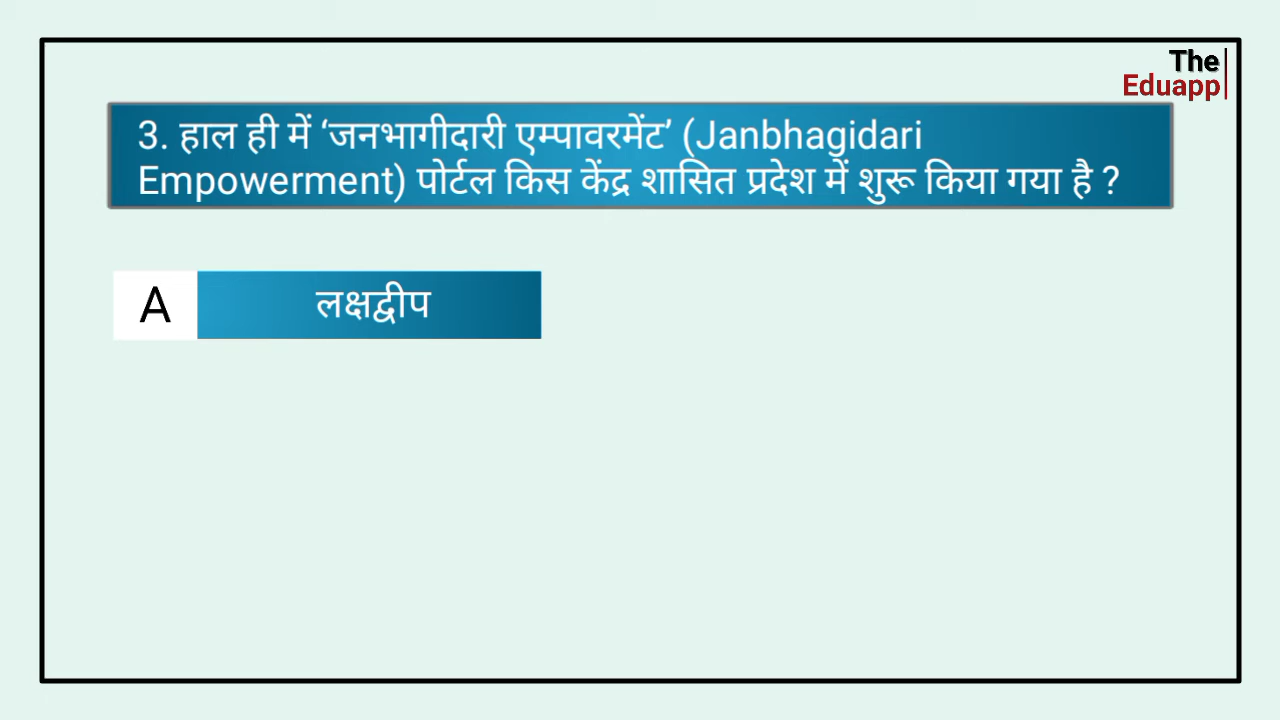 The
Eduapp
3. हाल ही में ‘जनभागीदारी एम्पावरमेंट’ (Janbhagidari
Empowerment) पोर्टल किस केंद्र शासित प्रदेश में शुरू किया गया है ?
A लक्षद्वीप